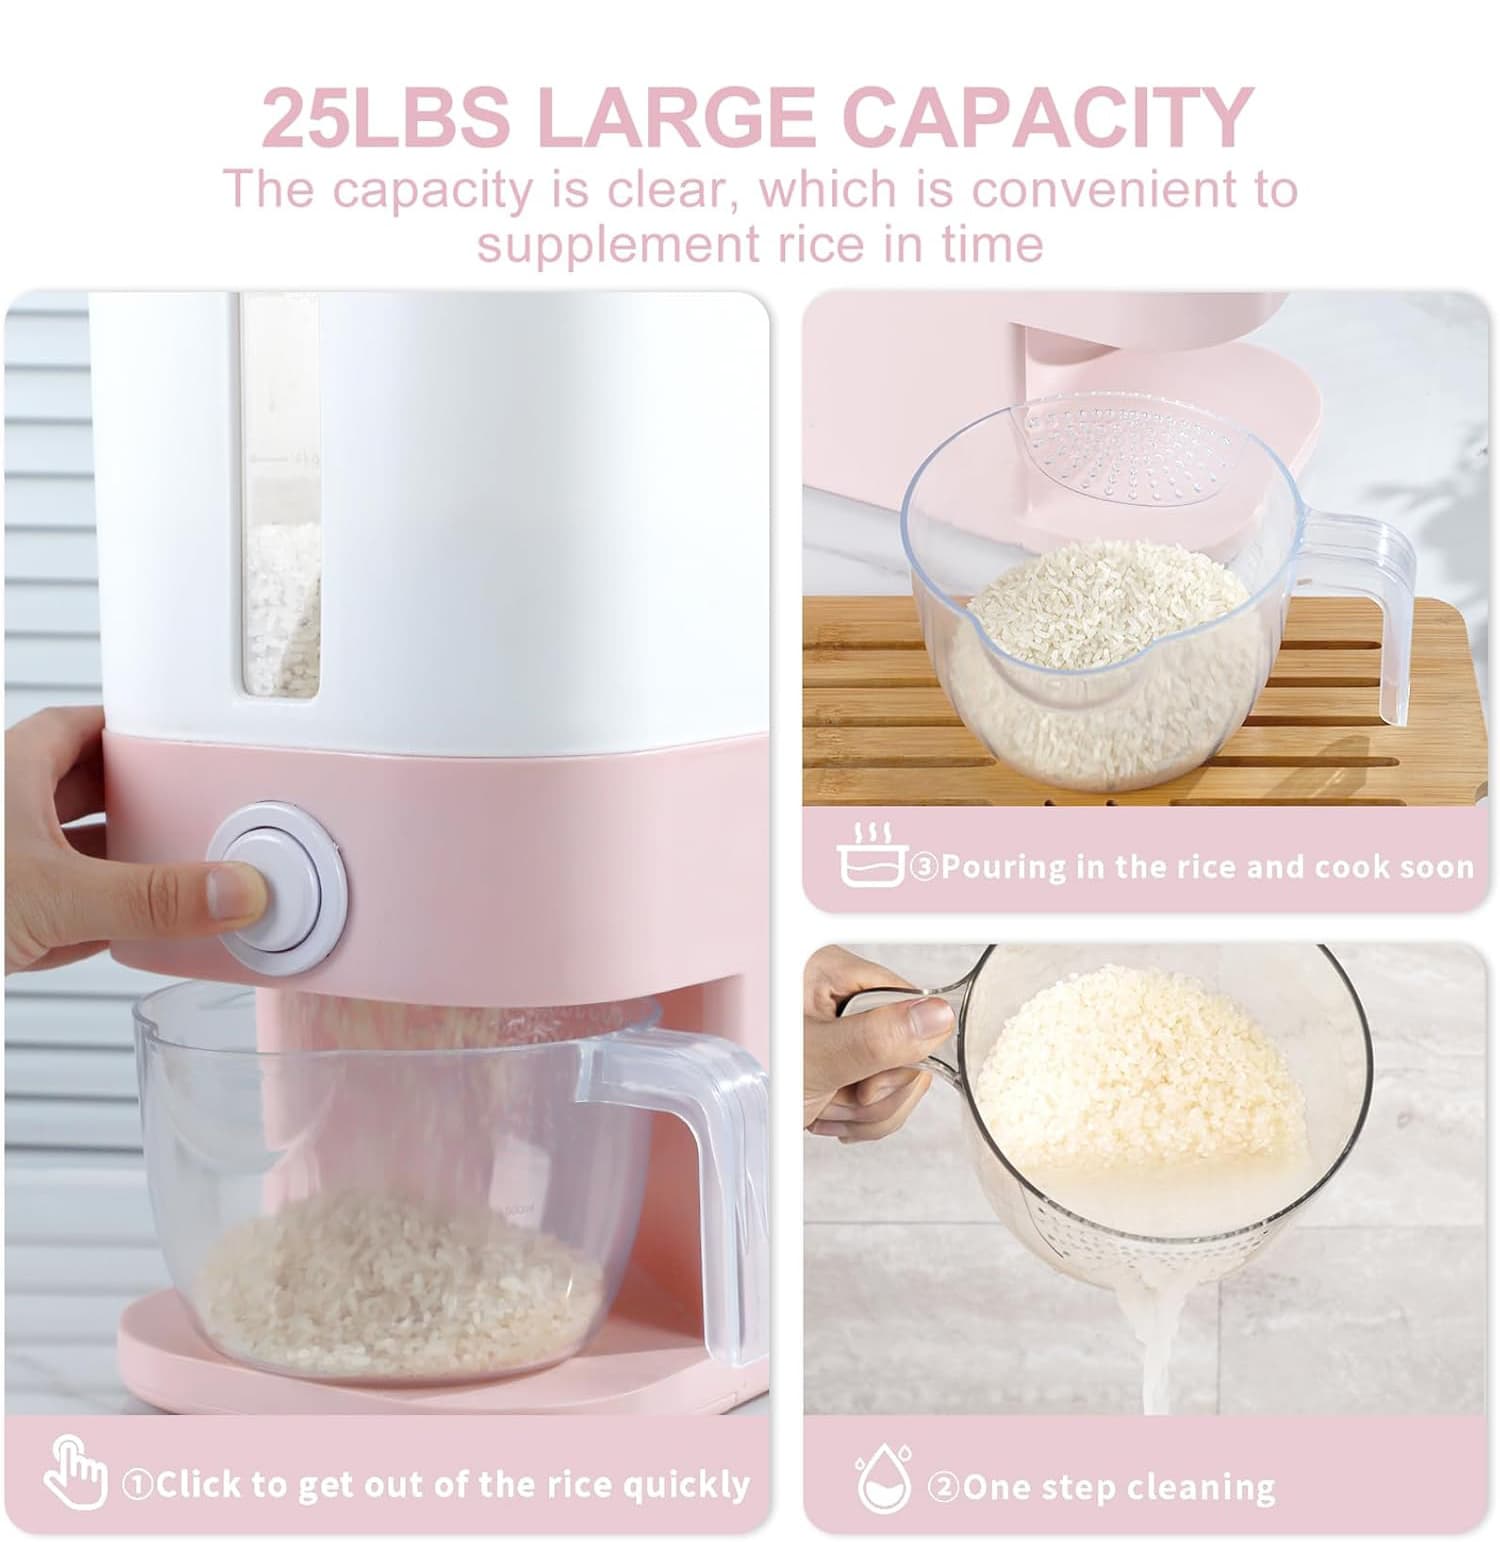 25LBS LARGE CAPACITY
The capacity is clear, which is convenient to
supplement rice in time
①Click to get out of the rice quickly
③Pouring in the rice and cook soon
②One step cleaning